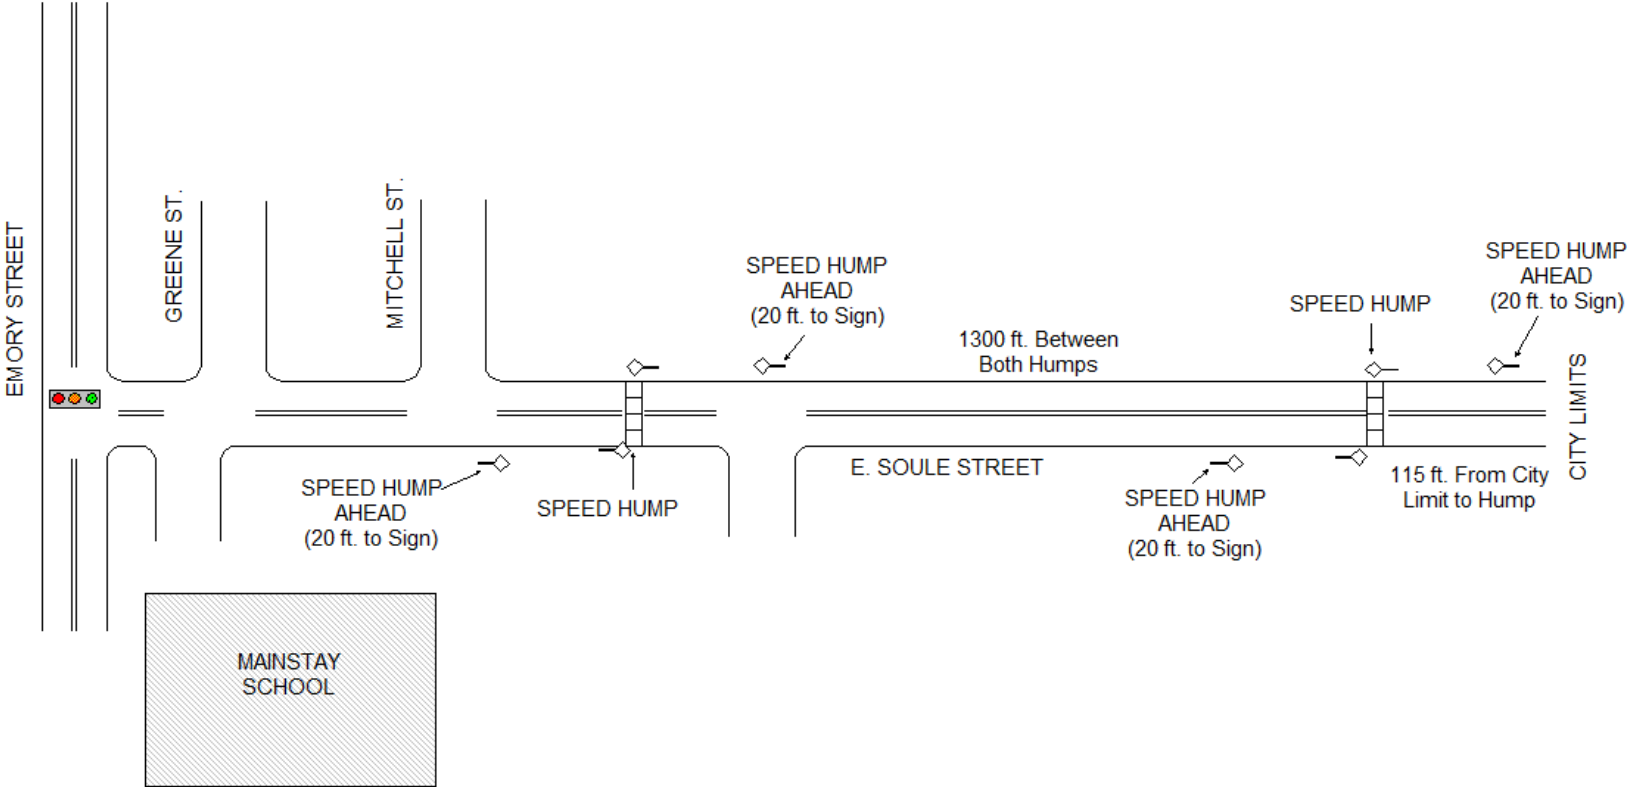 EMORY STREET
GREENE ST.
MITCHELL ST.
SPEED HUMP
AHEAD
(20 ft. to Sign)
1300 ft. Between
Both Humps
SPEED HUMP
SPEED HUMP
AHEAD
(20 ft. to Sign)
CITY LIMITS
SPEED HUMP
AHEAD
(20 ft. to Sign)
SPEED HUMP
E. SOULE STREET
SPEED HUMP
AHEAD
(20 ft. to Sign)
115 ft. From City
Limit to Hump
MAINSTAY
SCHOOL